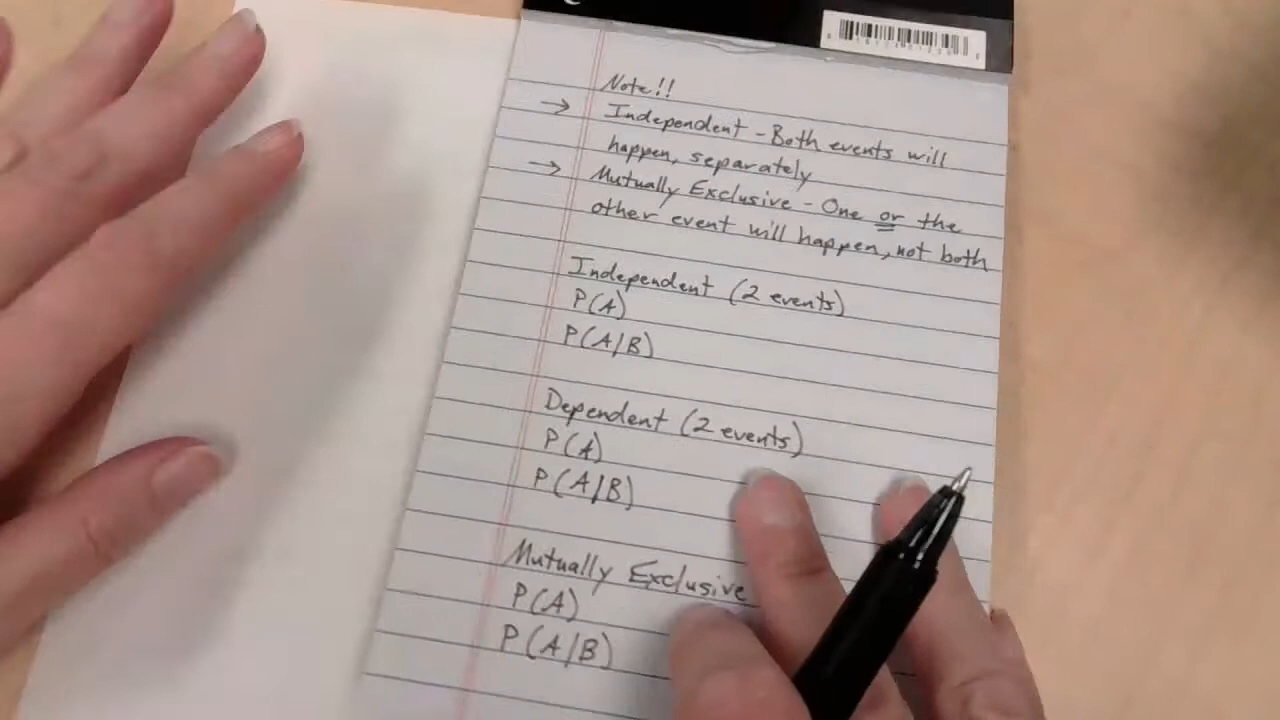 Note!!
→ Independent - Both events will
happen, separately
→ Mutually Exclusive - One or the
other event will happen, not both
Independent (2 events)
P(A)
P(A/B)
Dependent (2 events)
P(A)
P(A/B)
Mutually Exclusive
P(A)
P(A/B)